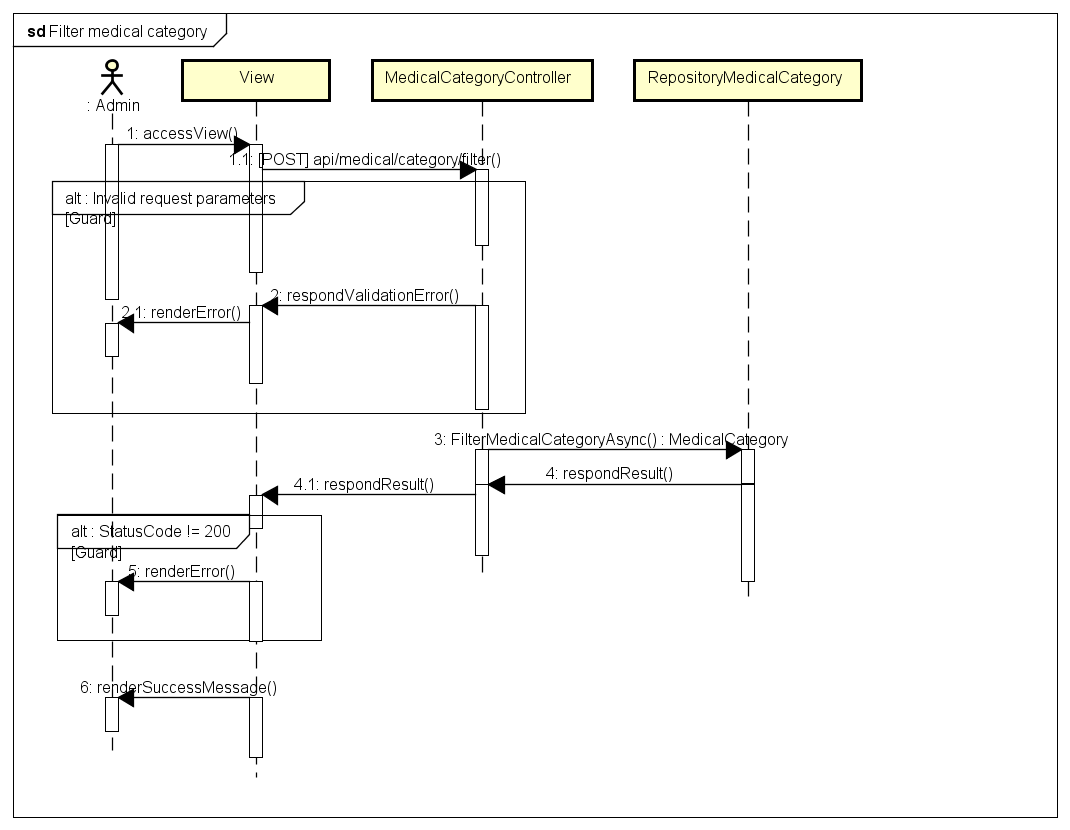 sd Filter medical category
View
MedicalCategoryController
RepositoryMedicalCategory
: Admin
1: accessView()
1.1: [POST] api/medical/category/filter()
alt : Invalid request parameters
[Guard]
2: respondValidationError()
2.1: renderError()
3: FilterMedicalCategoryAsync() : MedicalCategory
4: respondResult()
4.1: respondResult()
alt : StatusCode != 200
[Guard]
5: renderError()
6: renderSuccessMessage()